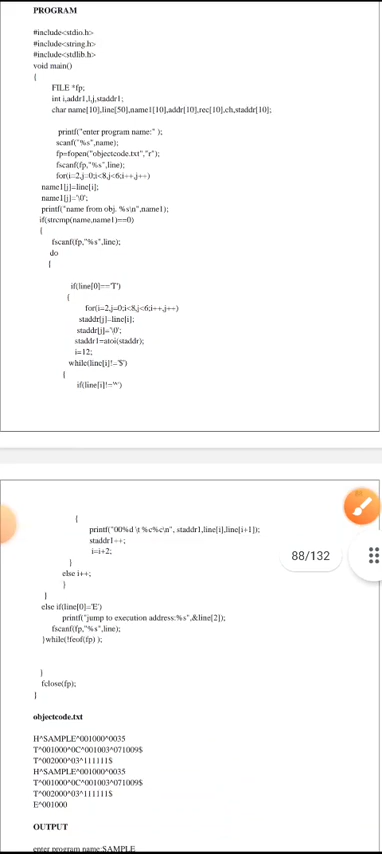 PROGRAM
#include<stdio.h>
#include<string.h>
#include<stdlib.h>
void main()
{
FILE *fp;
int i,addr1,l,j,staddr1;
char name[10],line[50],name1[10],addr[10],rec[10],ch,staddr[10];
printf("enter program name:" );
scanf("%s",name);
fp=fopen("objectcode.txt","r");
fscanf(fp,"%s",line);
for(i=2,j=0;i<8,j<6;i++,j++)
name1[j]=line[i];
name1[j]='\0';
printf("name from obj. %s\n",name1);
if(strcmp(name,name1)==0)
{
fscanf(fp,"%s",line);
do
{
if(line[0]=='T')
{
for(i=2,j=0;i<8,j<6;i++,j++)
staddr[j]=line[i];
staddr[j]='\0';
staddr1=atoi(staddr);
i=12;
while(line[i]!='$')
{
if(line[i]!='^')
{
printf("00%d \t %c%c\n", staddr1,line[i],line[i+1]);
staddr1++;
i=i+2;
}
else i++;
}
}
else if(line[0]='E')
printf("jump to execution address:%s",&line[2]);
fscanf(fp,"%s",line);
}while(!feof(fp) );
}
fclose(fp);
}
88/132
objectcode.txt
H^SAMPLE^001000^0035
T^001000^0C^001003^071009$
T^002000^03^111111$
H^SAMPLE^001000^0035
T^001000^0C^001003^071009$
T^002000^03^111111$
E^001000
OUTPUT
enter program name:SAMPLE